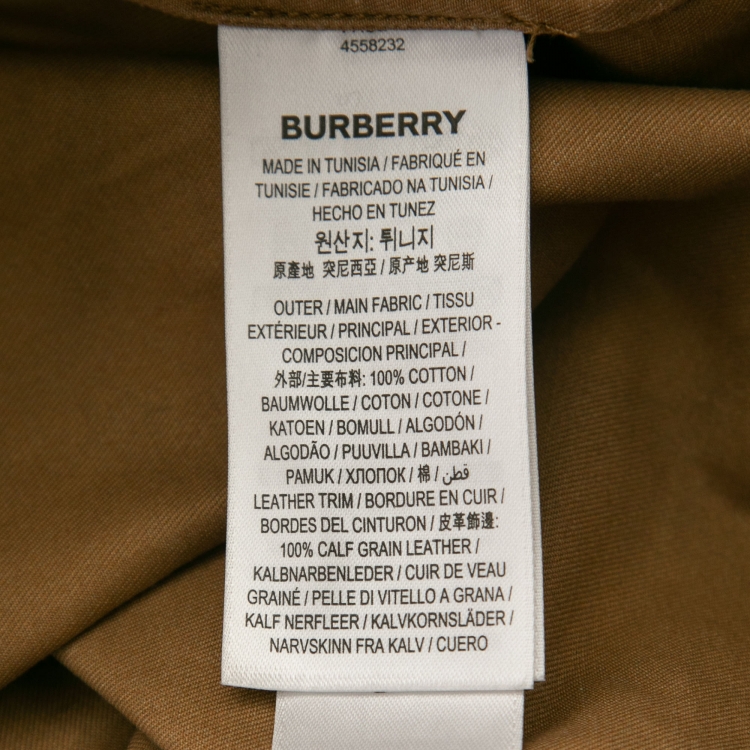 4558232
BURBERRY
MADE IN TUNISIA / FABRIQUÉ EN
TUNISIE / FABRICADO NA TUNISIA /
HECHO EN TUNEZ
원산지: 튀니지
原產地 突尼西亞 / 原产地 突尼斯
OUTER / MAIN FABRIC / TISSU
EXTÉRIEUR / PRINCIPAL / EXTERIOR -
COMPOSICION PRINCIPAL /
外部/主要布料: 100% COTTON /
BAUMWOLLE / COTON / COTONE /
KATOEN / BOMULL / ALGODÓN /
ALGODÃO / PUUVILLA / BAMBAKI /
PAMUK / ХЛОПОК / 棉 / قطن /
LEATHER TRIM / BORDURE EN CUIR /
BORDES DEL CINTURON / 皮革飾邊:
100% CALF GRAIN LEATHER /
KALBNARBENLEDER / CUIR DE VEAU
GRAINÉ / PELLE DI VITELLO A GRANA /
KALF NERFLEER / KALVKORNSLÄDER /
NARVSKINN FRA KALV / CUERO